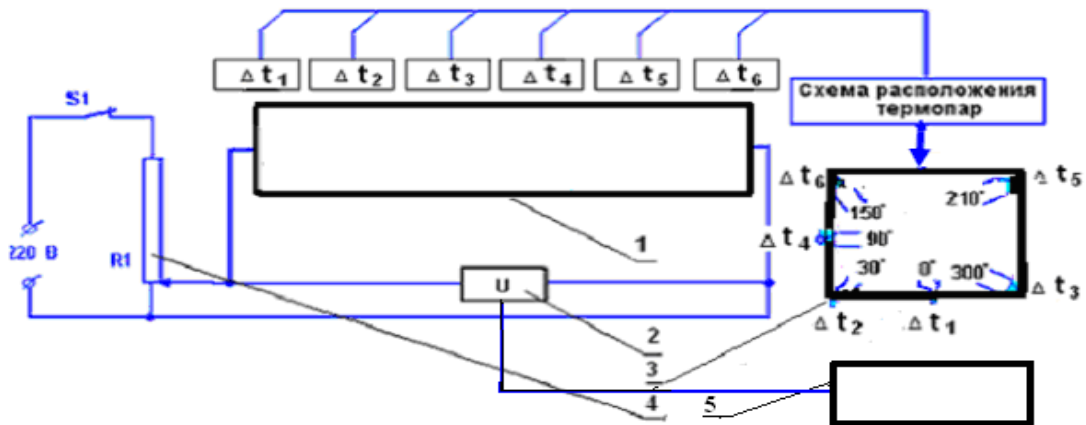 Δ t1 Δ t2 Δ t3 Δ t4 Δ t5 Δ t6
Схема расположения
термопар
S1
220 В
R1
U
1
2
3
4
5
Δ t6
Δ t5
150°
210°
Δ t4
90°
30°
0°
300°
Δ t3
Δ t2
Δ t1